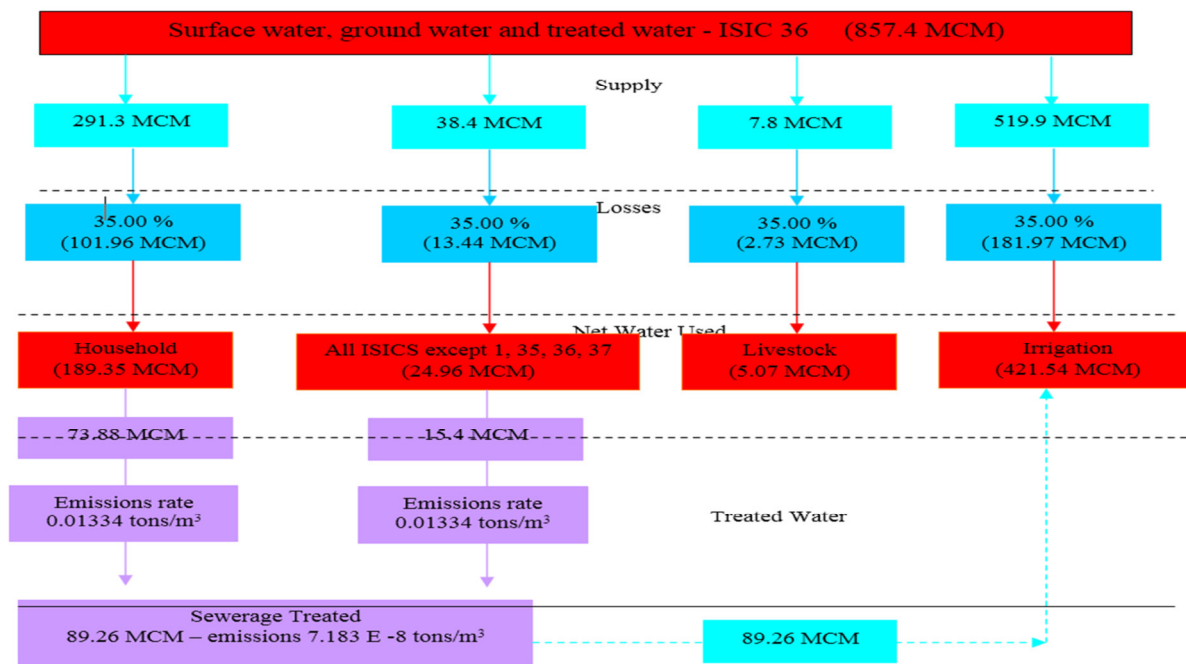 Surface water, ground water and treated water - ISIC 36 (857.4 MCM)
Supply
291.3 MCM
38.4 MCM
7.8 MCM
519.9 MCM
Losses
35.00 %
(101.96 MCM)
35.00 %
(13.44 MCM)
35.00 %
(2.73 MCM)
35.00 %
(181.97 MCM)
Net Water Used
Household
(189.35 MCM)
All ISICS except 1, 35, 36, 37
(24.96 MCM)
Livestock
(5.07 MCM)
Irrigation
(421.54 MCM)
73.88 MCM
15.4 MCM
Emissions rate
0.01334 tons/m³
Emissions rate
0.01334 tons/m³
Treated Water
Sewerage Treated
89.26 MCM – emissions 7.183 E -8 tons/m³
89.26 MCM